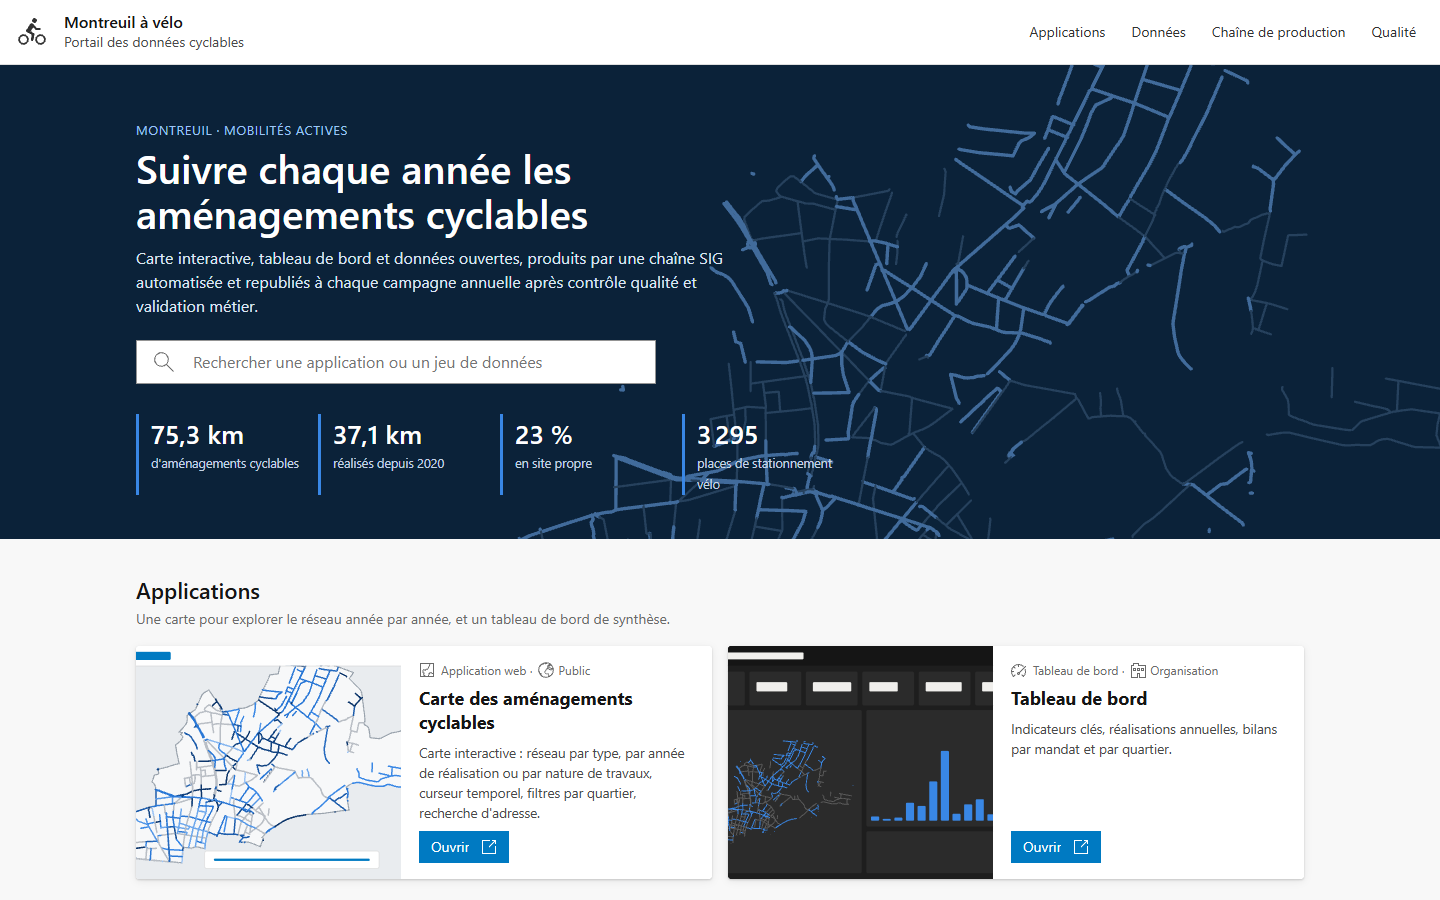 Montreuil à vélo
Portail des données cyclables
Applications
Données
Chaîne de production
Qualité
MONTREUIL · MOBILITÉS ACTIVES
Suivre chaque année les
aménagements cyclables
Carte interactive, tableau de bord et données ouvertes, produits par une chaîne SIG
automatisée et republiés à chaque campagne annuelle après contrôle qualité et
validation métier.
Rechercher une application ou un jeu de données
75,3 km
d'aménagements cyclables
37,1 km
réalisés depuis 2020
23 %
en site propre
3 295
places de stationnement
vélo
Applications
Une carte pour explorer le réseau année par année, et un tableau de bord de synthèse.
Application web · Public
Carte des aménagements
cyclables
Carte interactive : réseau par type, par année
de réalisation ou par nature de travaux,
curseur temporel, filtres par quartier,
recherche d'adresse.
Ouvrir
Tableau de bord · Organisation
Tableau de bord
Indicateurs clés, réalisations annuelles, bilans
par mandat et par quartier.
Ouvrir